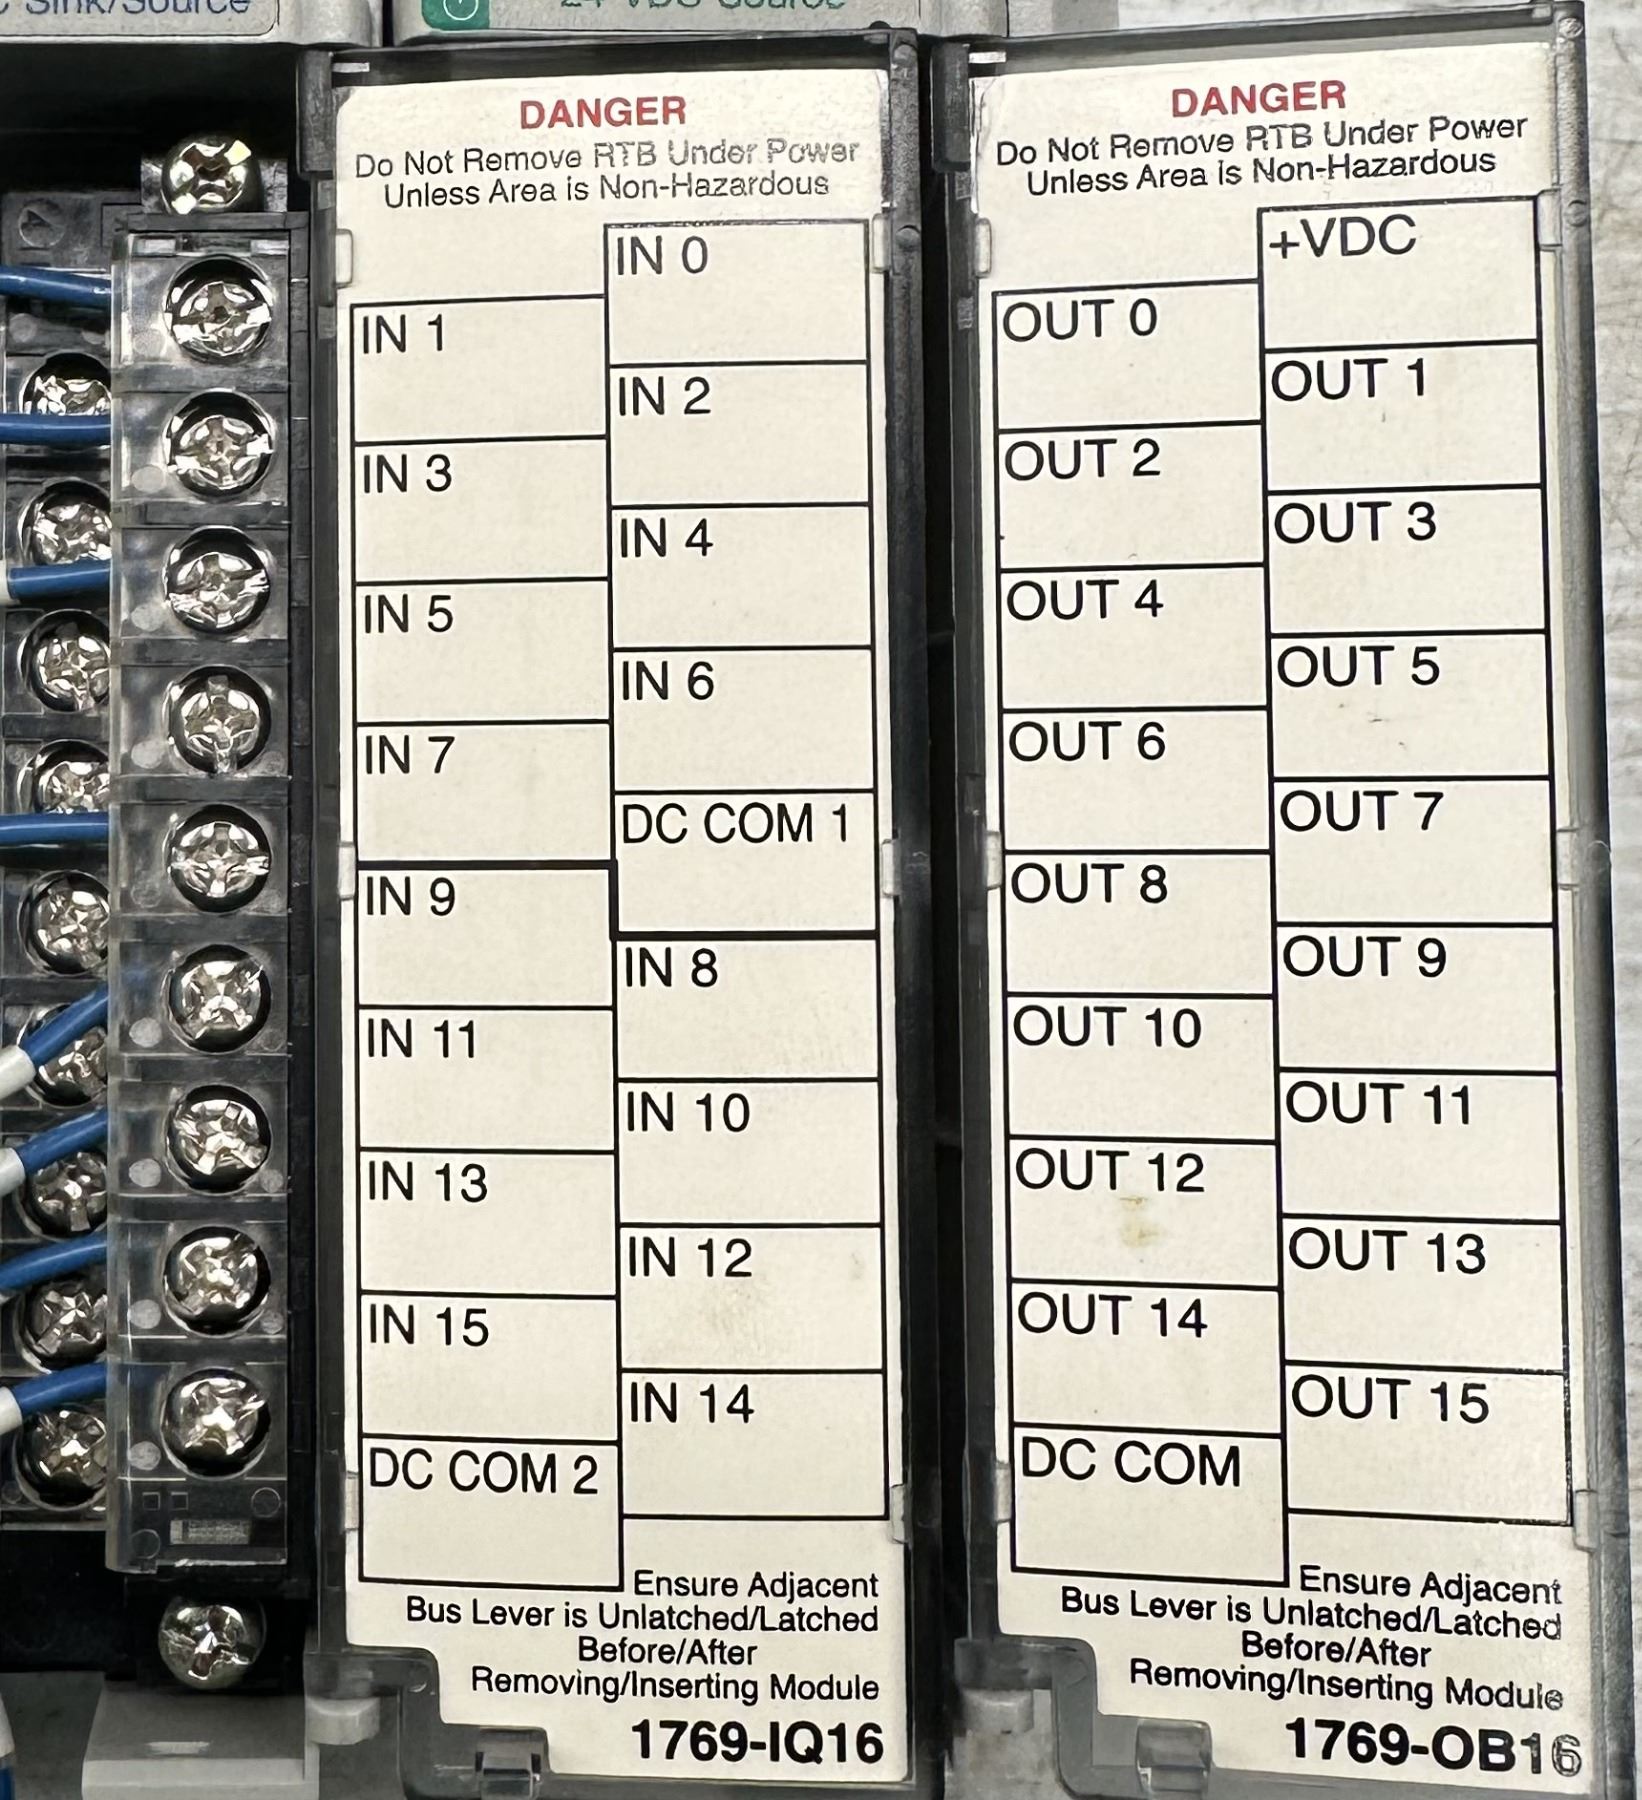 Sink/Source
24 VDC Source
DANGER
Do Not Remove RTB Under Power
Unless Area is Non-Hazardous
IN 0
IN 1
IN 2
IN 3
IN 4
IN 5
IN 6
IN 7
DC COM 1
IN 9
IN 8
IN 11
IN 10
IN 13
IN 12
IN 15
IN 14
DC COM 2
Ensure Adjacent
Bus Lever is Unlatched/Latched
Before/After
Removing/Inserting Module
1769-IQ16
DANGER
Do Not Remove RTB Under Power
Unless Area is Non-Hazardous
+VDC
OUT 0
OUT 1
OUT 2
OUT 3
OUT 4
OUT 5
OUT 6
OUT 7
OUT 8
OUT 9
OUT 10
OUT 11
OUT 12
OUT 13
OUT 14
OUT 15
DC COM
Ensure Adjacent
Bus Lever is Unlatched/Latched
Before/After
Removing/Inserting Module
1769-OB16